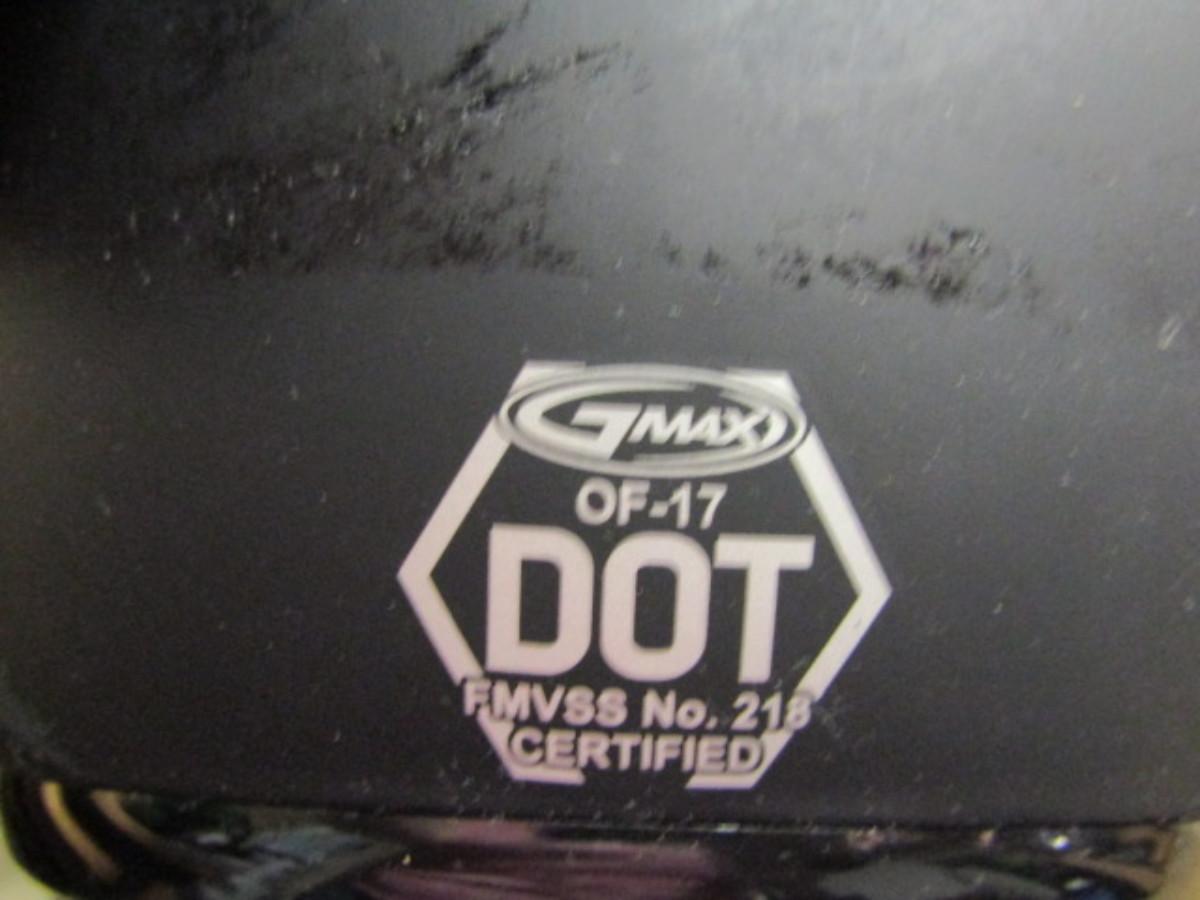 GMAX
OF-17
DOT
FMVSS No. 218
CERTIFIED